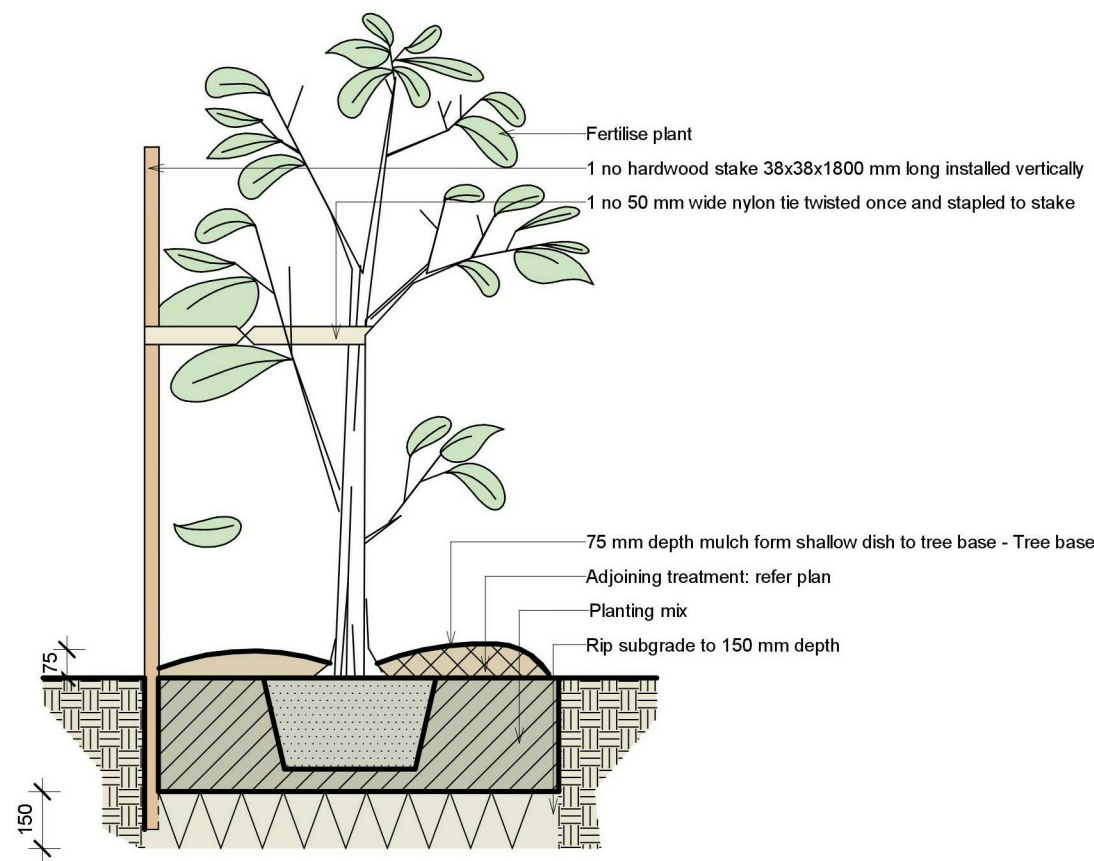 Fertilise plant
1 no hardwood stake 38x38x1800 mm long installed vertically
1 no 50 mm wide nylon tie twisted once and stapled to stake
75 mm depth mulch form shallow dish to tree base - Tree base
Adjoining treatment: refer plan
Planting mix
Rip subgrade to 150 mm depth
75
150